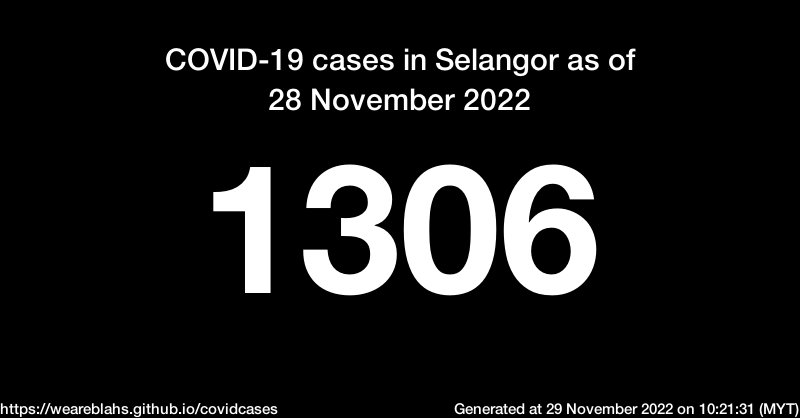 COVID-19 cases in Selangor as of
28 November 2022
1306
https://weareblahs.github.io/covidcases
Generated at 29 November 2022 on 10:21:31 (MYT)